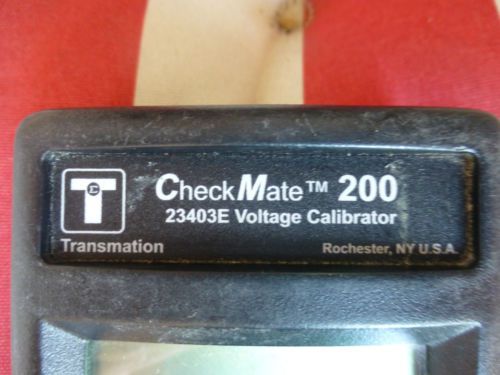 T
CheckMate™ 200
23403E Voltage Calibrator
Transmation
Rochester, NY U.S.A.